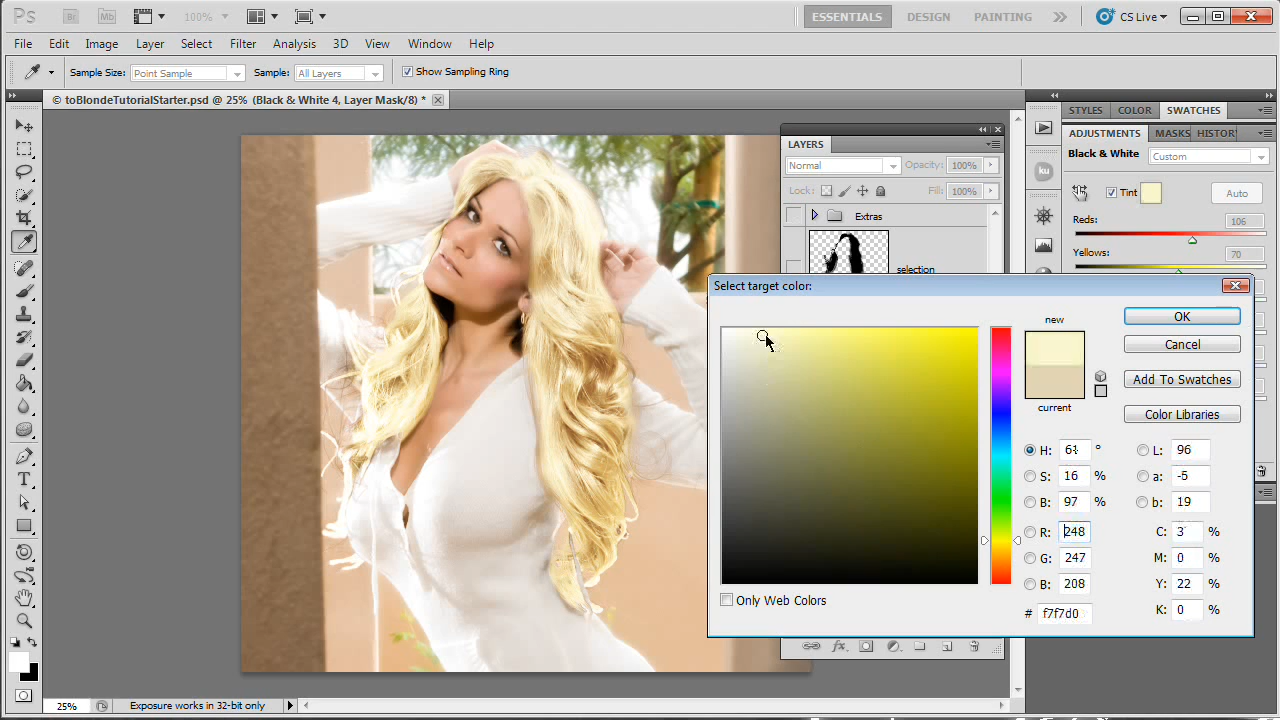 Ps Br Mb 100% ESSENTIALS DESIGN PAINTING CS Live
File Edit Image Layer Select Filter Analysis 3D View Window Help
Sample Size: Point Sample Sample: All Layers Show Sampling Ring
© toBlondeTutorialStarter.psd @ 25% (Black & White 4, Layer Mask/8) *
STYLES COLOR SWATCHES
LAYERS
ADJUSTMENTS MASKS HISTOR
Normal Opacity: 100%
Black & White Custom
Lock: Fill: 100%
ku
Tint Auto
Extras
Reds: 106
Yellows: 70
selection
Select target color:
new
OK
Cancel
Add To Swatches
current
Color Libraries
H: 61 ° L: 96
S: 16 % a: -5
B: 97 % b: 19
R: 248 C: 3 %
G: 247 M: 0 %
B: 208 Y: 22 %
# f7f7d0 K: 0 %
Only Web Colors
fx
25% Exposure works in 32-bit only